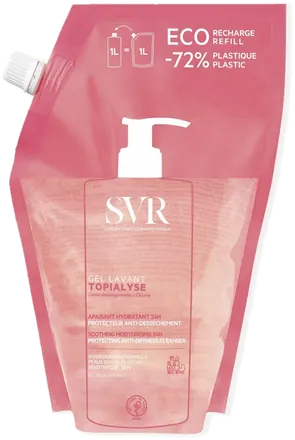 1L = 1L
ECO RECHARGE
REFILL
-72% PLASTIQUE
PLASTIC
SVR
GEL LAVANT
TOPIALYSE
APAISANT HYDRATANT 24H
PROTECTEUR ANTI-DESSÈCHEMENT
SOOTHING MOISTURISING 24H
PROTECTING ANTI-DRYNESS CLEANSER